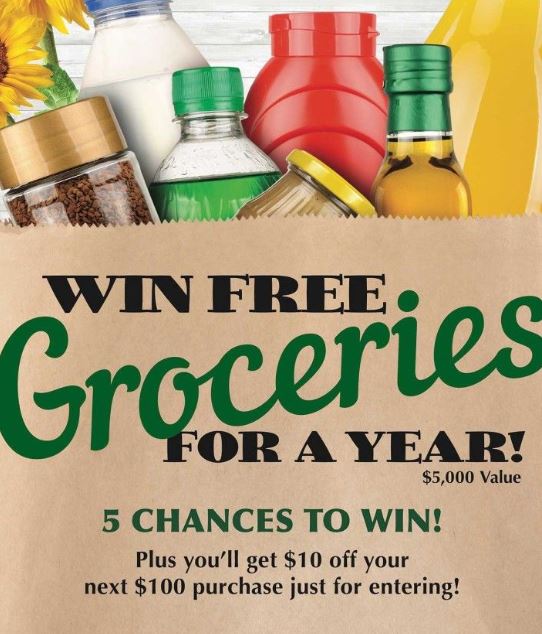 WIN FREE
Groceries
FOR A YEAR!
$5,000 Value
5 CHANCES TO WIN!
Plus you'll get $10 off your
next $100 purchase just for entering!